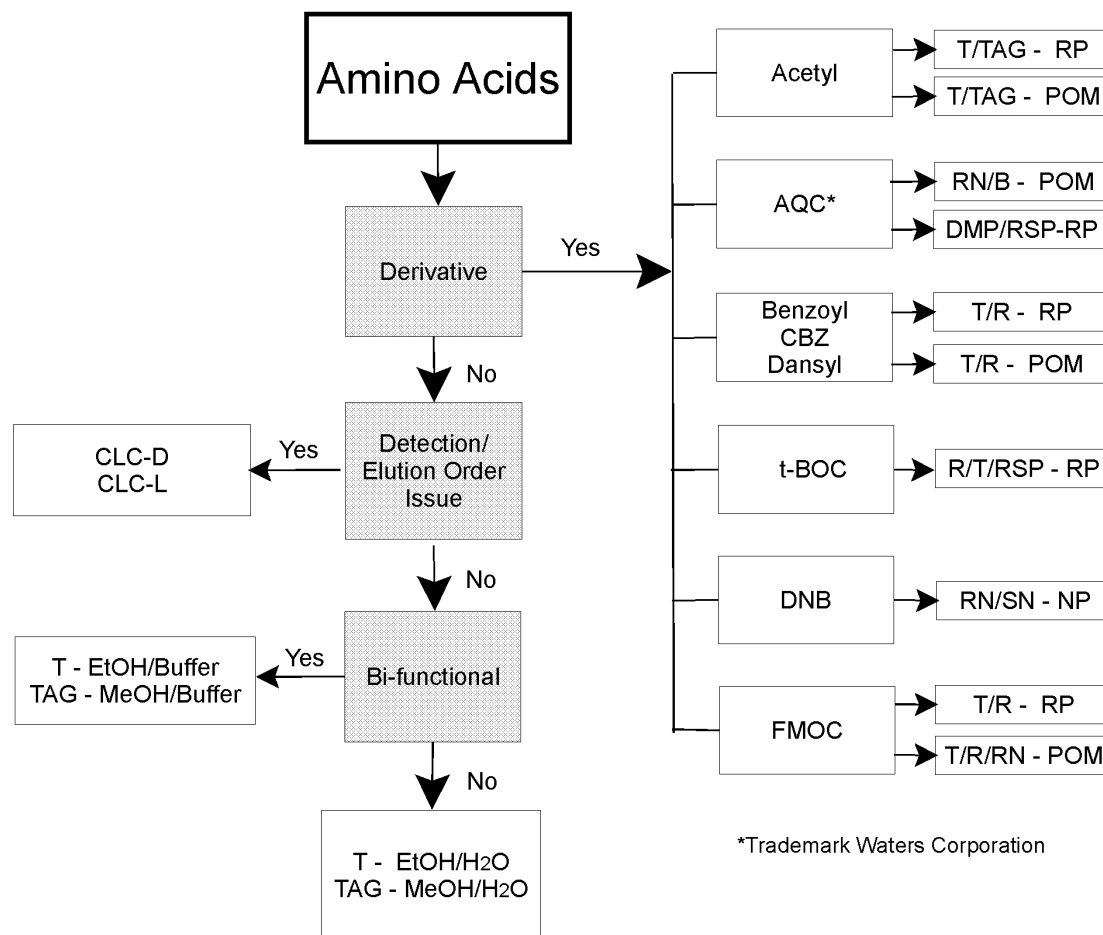 Amino Acids
Derivative
Yes
No
Detection/
Elution Order
Issue
Yes
CLC-D
CLC-L
No
Bi-functional
Yes
T - EtOH/Buffer
TAG - MeOH/Buffer
No
T - EtOH/H2O
TAG - MeOH/H2O
Acetyl
T/TAG - RP
T/TAG - POM
AQC*
RN/B - POM
DMP/RSP-RP
Benzoyl
CBZ
Dansyl
T/R - RP
T/R - POM
t-BOC
R/T/RSP - RP
DNB
RN/SN - NP
FMOC
T/R - RP
T/R/RN - POM
*Trademark Waters Corporation